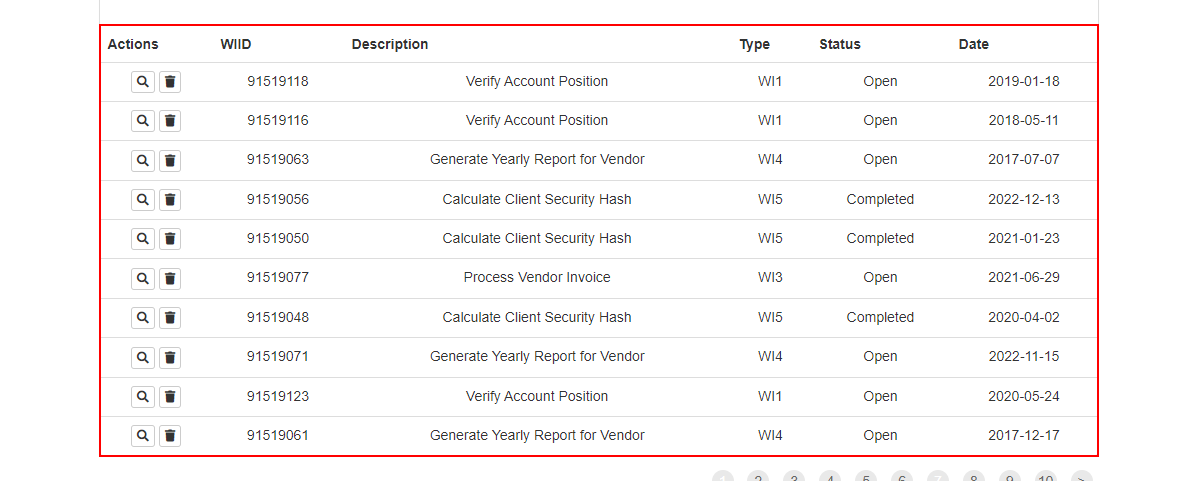 Actions WIID Description Type Status Date
91519118 Verify Account Position WI1 Open 2019-01-18
91519116 Verify Account Position WI1 Open 2018-05-11
91519063 Generate Yearly Report for Vendor WI4 Open 2017-07-07
91519056 Calculate Client Security Hash WI5 Completed 2022-12-13
91519050 Calculate Client Security Hash WI5 Completed 2021-01-23
91519077 Process Vendor Invoice WI3 Open 2021-06-29
91519048 Calculate Client Security Hash WI5 Completed 2020-04-02
91519071 Generate Yearly Report for Vendor WI4 Open 2022-11-15
91519123 Verify Account Position WI1 Open 2020-05-24
91519061 Generate Yearly Report for Vendor WI4 Open 2017-12-17
1 2 3 4 5 6 7 8 9 10 >